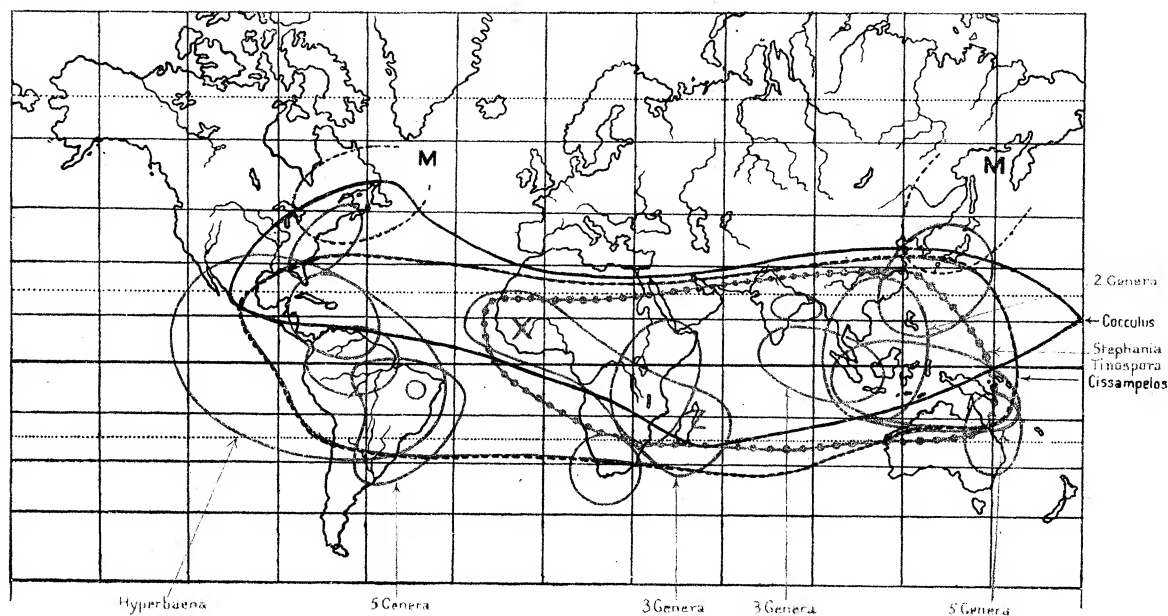 M
M
2 Genera
Cocculus
Stephania
Tinospora
Cissampelos
X
I
Hyperbaena
5 Genera
3 Genera
3 Genera
5 Genera